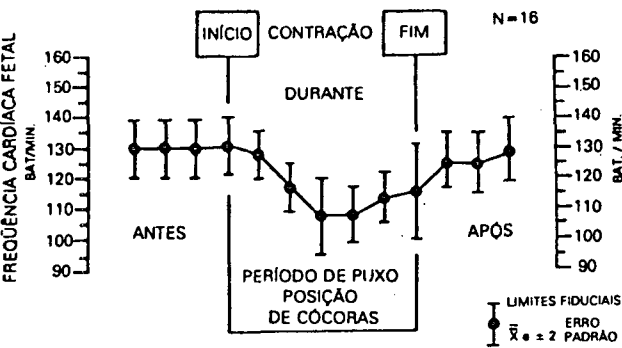 N=16
INÍCIO CONTRAÇÃO FIM
FREQÜÊNCIA CARDÍACA FETAL
BAT/MIN.
160
150
140
130
120
110
100
90
DURANTE
ANTES
APÓS
PERÍODO DE PUXO
POSIÇÃO
DE CÓCORAS
160
150
140
130
120
110
100
90
BAT. / MIN.
LIMITES FIDUCIAIS
X̿ e ± 2 ERRO PADRÃO